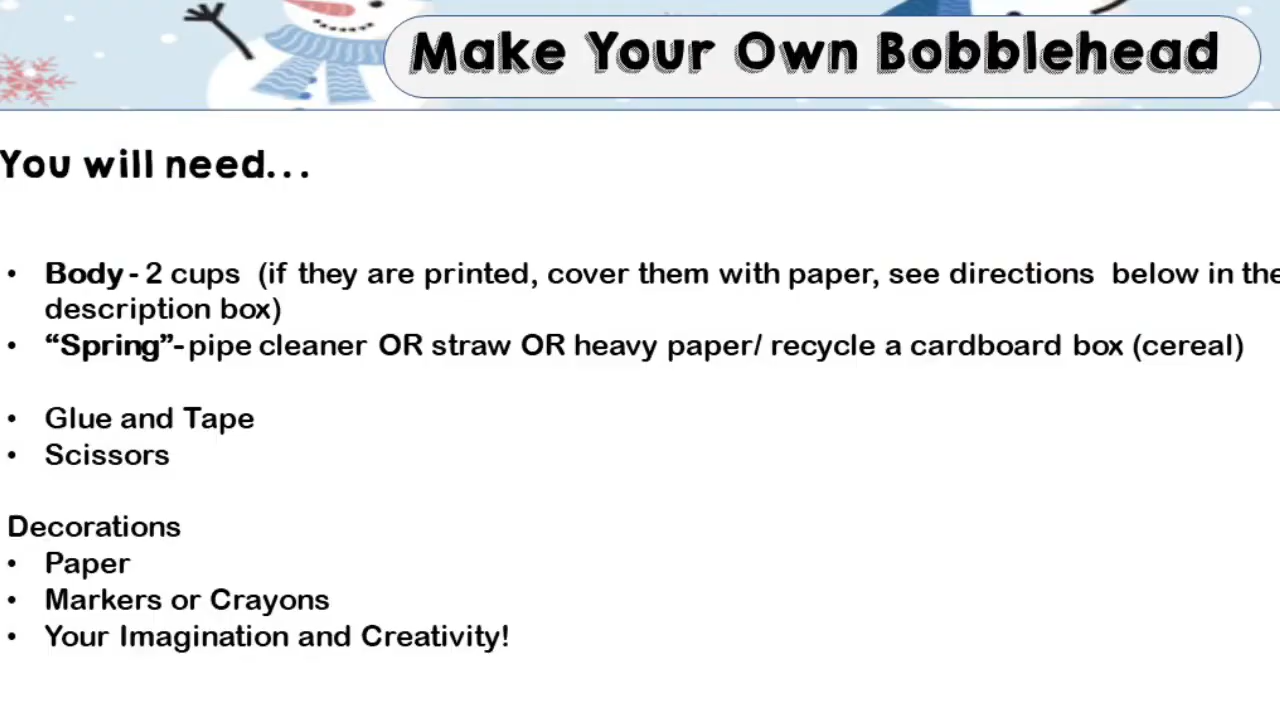 Make Your Own Bobblehead
You will need...
• Body - 2 cups (if they are printed, cover them with paper, see directions below in the
description box)
• “Spring”- pipe cleaner OR straw OR heavy paper/ recycle a cardboard box (cereal)
• Glue and Tape
• Scissors
Decorations
• Paper
• Markers or Crayons
• Your Imagination and Creativity!